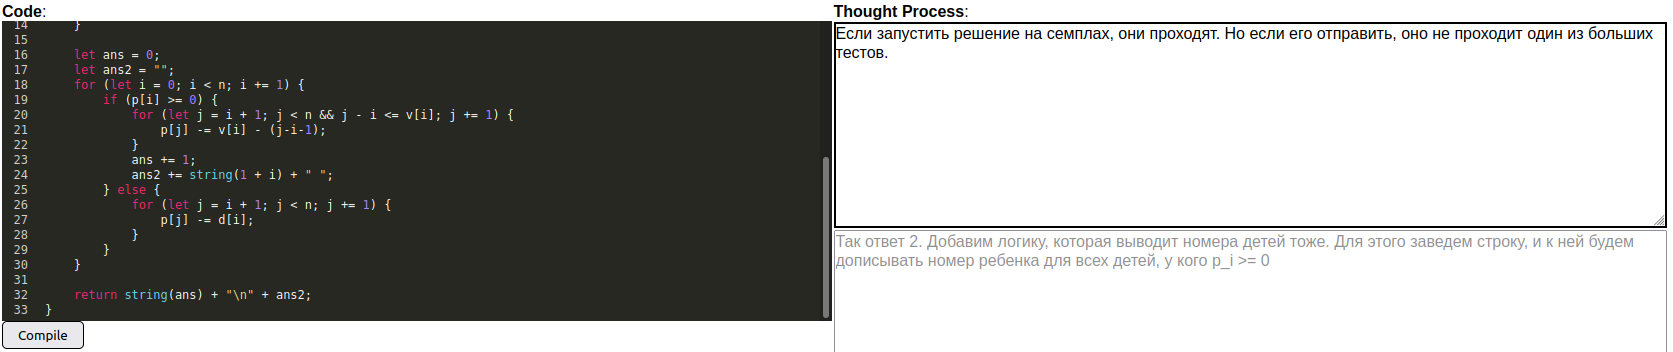 Code:
14 }
15
16 let ans = 0;
17 let ans2 = "";
18 for (let i = 0; i < n; i += 1) {
19 if (p[i] >= 0) {
20 for (let j = i + 1; j < n && j - i <= v[i]; j += 1) {
21 p[j] -= v[i] - (j-i-1);
22 }
23 ans += 1;
24 ans2 += string(1 + i) + " ";
25 } else {
26 for (let j = i + 1; j < n; j += 1) {
27 p[j] -= d[i];
28 }
29 }
30 }
31
32 return string(ans) + "\n" + ans2;
33 }
Compile
Thought Process:
Если запустить решение на семплах, они проходят. Но если его отправить, оно не проходит один из больших
тестов.
Так ответ 2. Добавим логику, которая выводит номера детей тоже. Для этого заведем строку, и к ней будем
дописывать номер ребенка для всех детей, у кого p_i >= 0